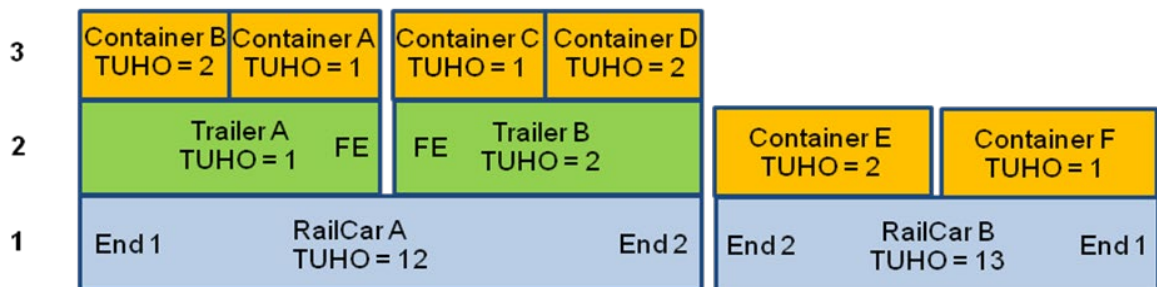 3
Container B
TUHO = 2
Container A
TUHO = 1
Container C
TUHO = 1
Container D
TUHO = 2
2
Trailer A
TUHO = 1
FE
FE
Trailer B
TUHO = 2
Container E
TUHO = 2
Container F
TUHO = 1
1
End 1
RailCar A
TUHO = 12
End 2
End 2
RailCar B
TUHO = 13
End 1